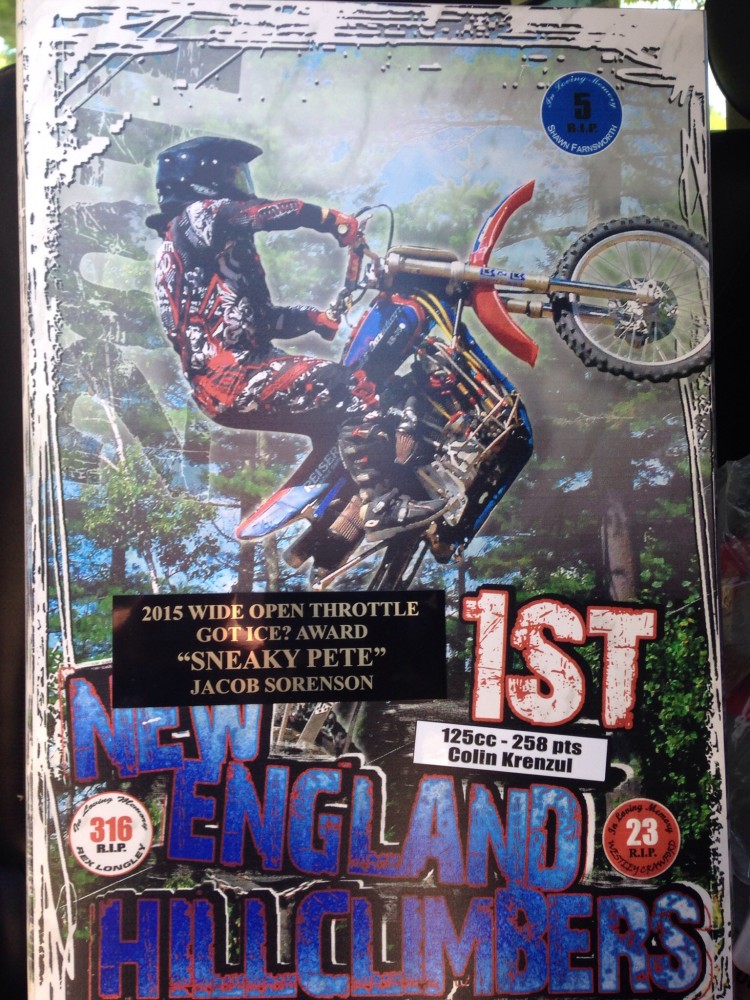 In Loving Memory
5
R.I.P.
SHAWN FARNSWORTH
2015 WIDE OPEN THROTTLE
GOT ICE? AWARD
“SNEAKY PETE”
JACOB SORENSON
1ST
125cc - 258 pts
Colin Krenzul
NEW
ENGLAND
HILLCLIMBERS
In Loving Memory
316
R.I.P.
REX LONGLEY
In Loving Memory
23
R.I.P.